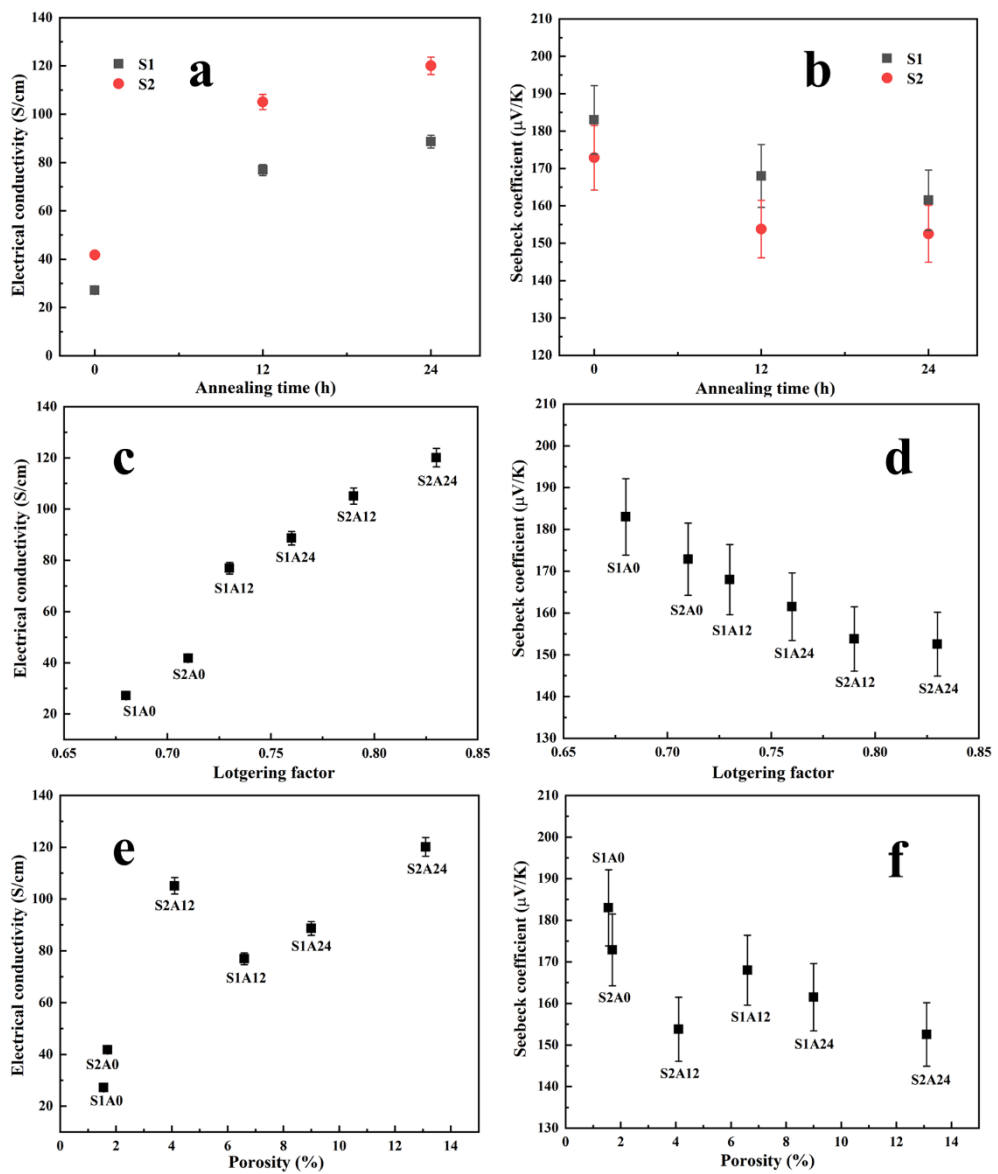 140
120
100
80
60
40
20
0
Electrical conductivity (S/cm)
S1
S2
a
0
12
24
Annealing time (h)
210
200
190
180
170
160
150
140
130
120
Seebeck coefficient (μV/K)
S1
S2
b
0
12
24
Annealing time (h)
140
120
100
80
60
40
20
Electrical conductivity (S/cm)
c
S2A24
S2A12
S1A24
S1A12
S2A0
S1A0
0.65
0.70
0.75
0.80
0.85
Lotgering factor
210
200
190
180
170
160
150
140
130
Seebeck coefficient (μV/K)
d
S1A0
S2A0
S1A12
S1A24
S2A12
S2A24
0.65
0.70
0.75
0.80
0.85
Lotgering factor
140
120
100
80
60
40
20
Electrical conductivity (S/cm)
e
S2A24
S2A12
S1A24
S1A12
S2A0
S1A0
0
2
4
6
8
10
12
14
Porosity (%)
210
200
190
180
170
160
150
140
130
Seebeck coefficient (μV/K)
f
S1A0
S2A0
S1A12
S1A24
S2A12
S2A24
0
2
4
6
8
10
12
14
Porosity (%)